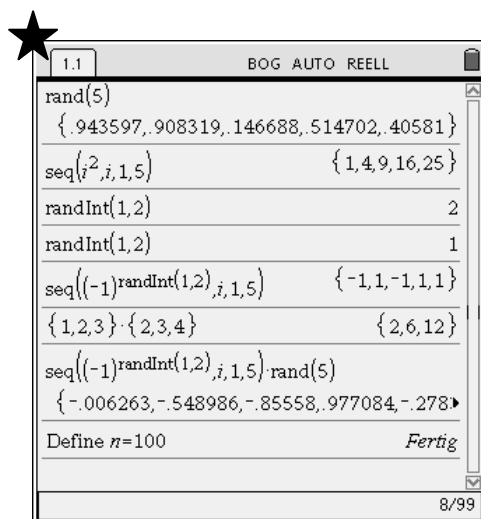 1.1 BOG AUTO REELL
rand(5)
{.943597,.908319,.146688,.514702,.40581}
seq(i²,i,1,5) {1,4,9,16,25}
randInt(1,2) 2
randInt(1,2) 1
seq((-1)^randInt(1,2),i,1,5) {-1,1,-1,1,1}
{1,2,3}·{2,3,4} {2,6,12}
seq((-1)^randInt(1,2),i,1,5)·rand(5)
{-.006263,-.548986,-.85558,.977084,-.278▸
Define n=100 Fertig
8/99